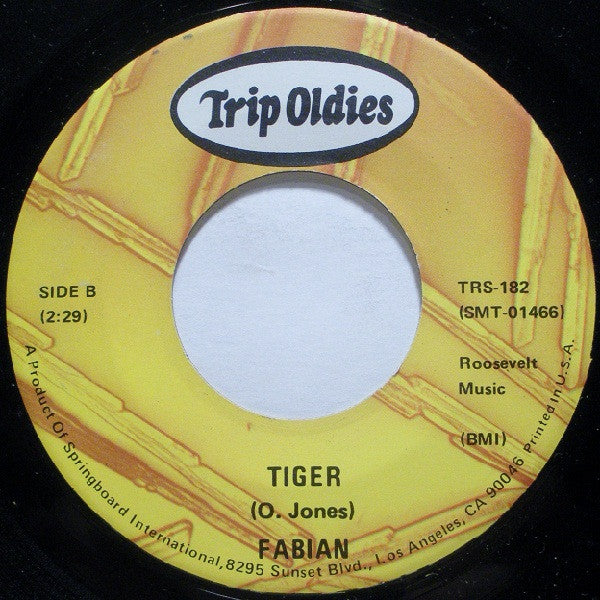 Trip Oldies
SIDE B
(2:29)
TRS-182
(SMT-01466)
Roosevelt
Music
(BMI)
TIGER
(O. Jones)
FABIAN
A Product Of Springboard International, 8295 Sunset Blvd., Los Angeles, CA 90046 Printed In U.S.A.